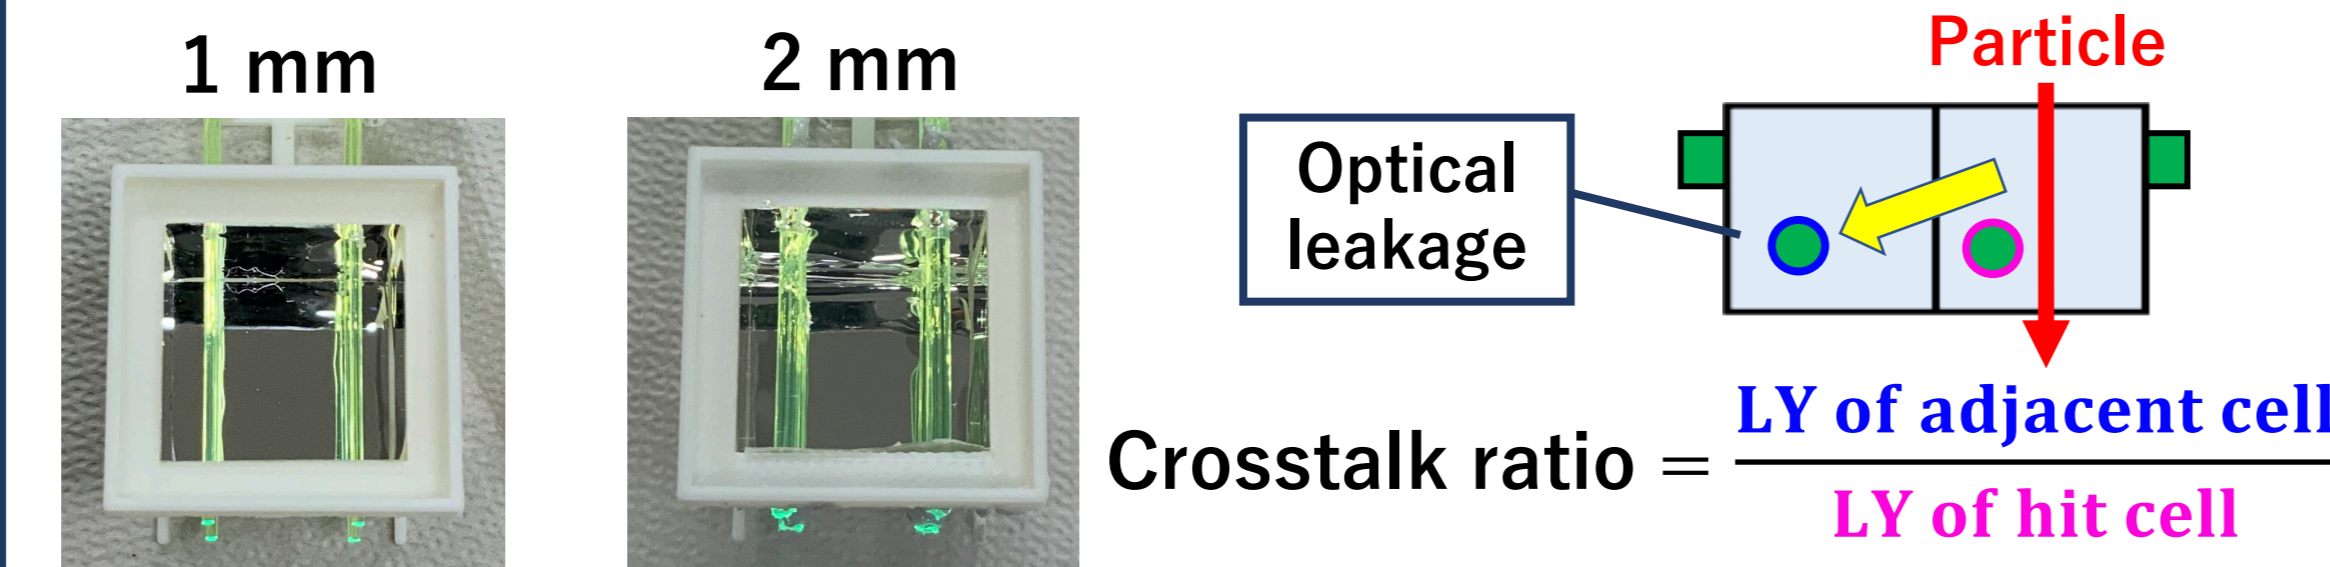 1 mm
2 mm
Particle
Optical
leakage
Crosstalk ratio =
LY of adjacent cell
LY of hit cell